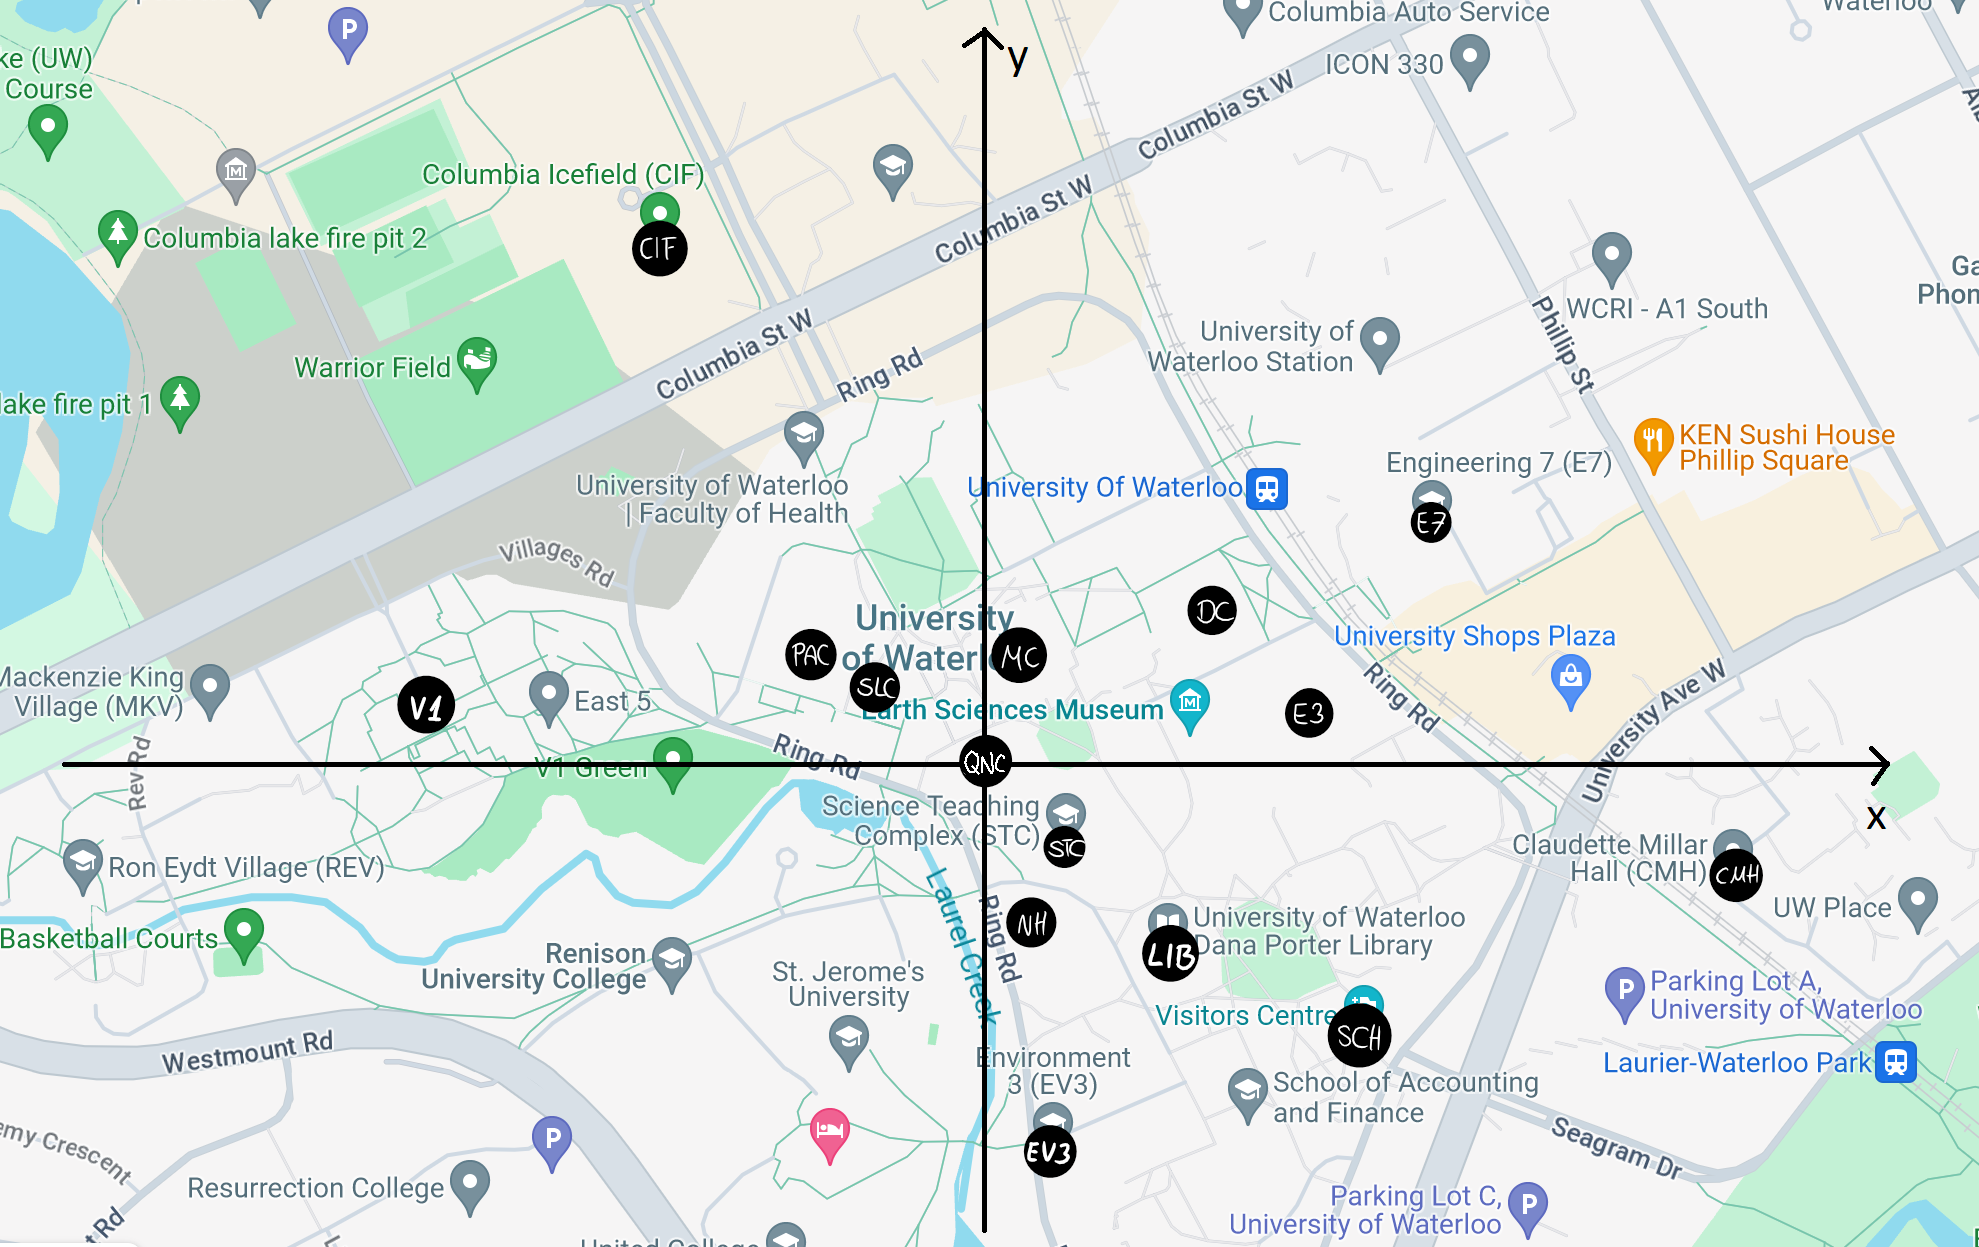 Columbia Auto Service
Waterloo
ke (UW)
Course
P
y
ICON 330
Columbia St W
M
Columbia Icefield (CIF)
Columbia St W
Columbia lake fire pit 2
CIF
Ga
Phon
WCRI - A1 South
University of
Waterloo Station
Phillip St
Warrior Field
Columbia St W
Ring Rd
lake fire pit 1
KEN Sushi House
Phillip Square
Engineering 7 (E7)
University of Waterloo
| Faculty of Health
University Of Waterloo
E7
Villages Rd
University
of Waterl
DC
PAC
MC
SLC
University Shops Plaza
Mackenzie King
Village (MKV)
V1
East 5
Earth Sciences Museum
M
E3
Ring Rd
University Ave W
Rev Rd
V1 Green
Ring Rd
QNC
x
Science Teaching
Complex (STC)
STC
Claudette Millar
Hall (CMH)
CMH
Ron Eydt Village (REV)
Laurel Creek
Ring Rd
NH
University of Waterloo
Dana Porter Library
LIB
UW Place
Basketball Courts
Renison
University College
St. Jerome's
University
P
Parking Lot A,
University of Waterloo
Visitors Centre
SCH
Westmount Rd
Environment
3 (EV3)
Laurier-Waterloo Park
School of Accounting
and Finance
EV3
P
emy Crescent
Seagram Dr
Resurrection College
Parking Lot C,
University of Waterloo
P
t Rd
United College